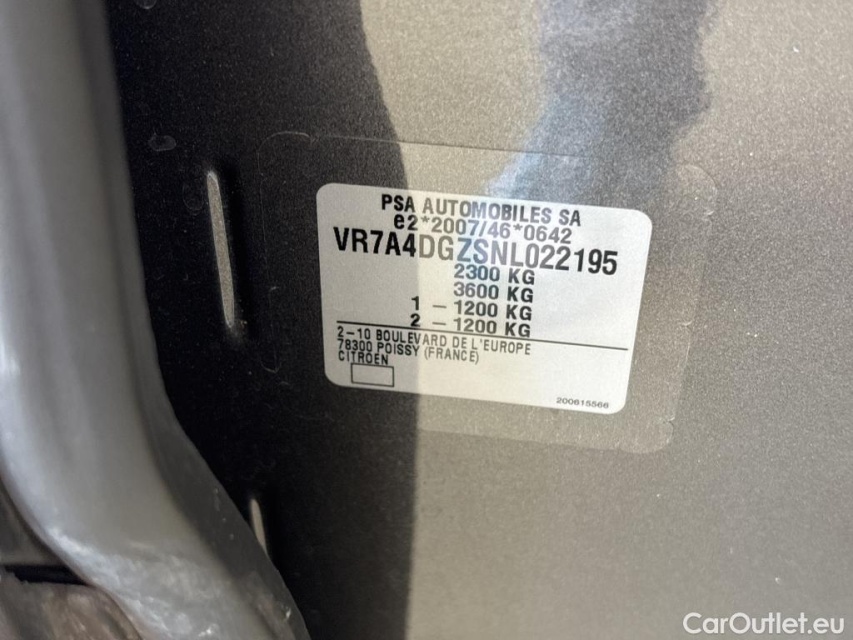 PSA AUTOMOBILES SA
e2*2007/46*0642
VR7A4DGZSNL022195
2300 KG
3600 KG
1 - 1200 KG
2 - 1200 KG
2-10 BOULEVARD DE L'EUROPE
78300 POISSY (FRANCE)
CITROEN
200615566
CarOutlet.eu